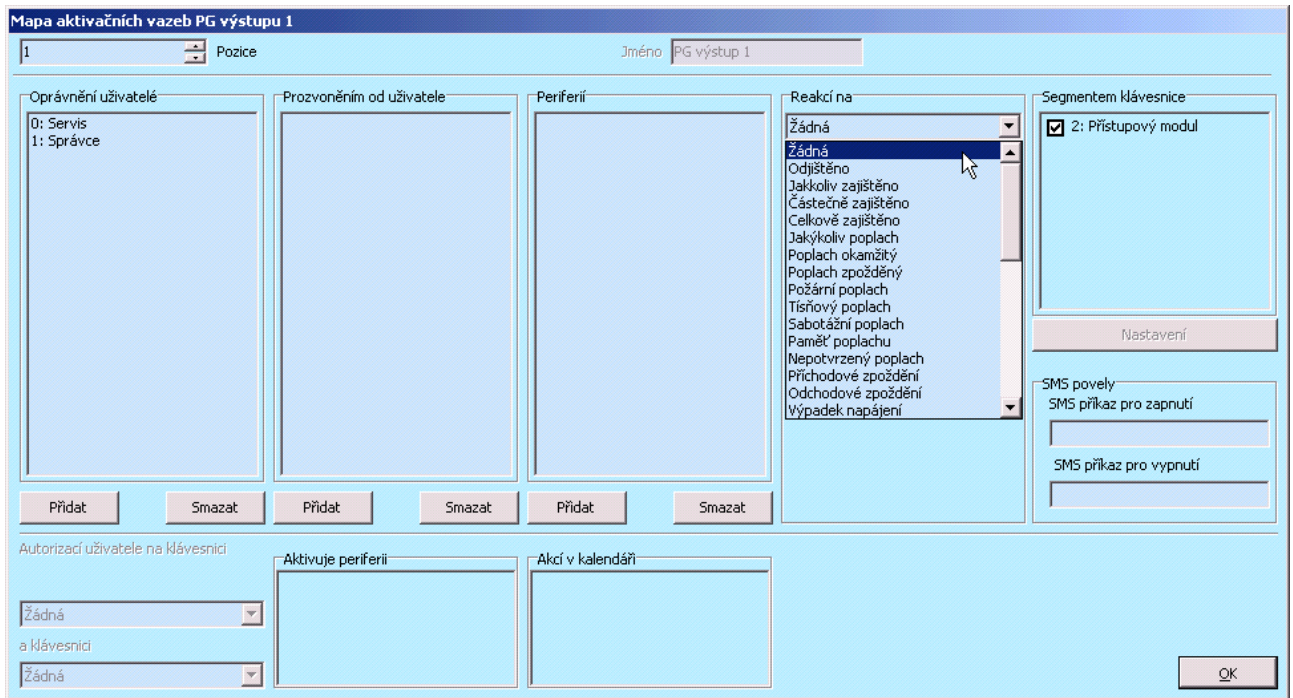 Mapa aktivačních vazeb PG výstupu 1
1 Pozice Jméno PG výstup 1
Oprávnění uživatelé
0: Servis
1: Správce
Přidat Smazat
Prozvoněním od uživatele
Přidat Smazat
Periferií
Přidat Smazat
Reakcí na
Žádná
Žádná
Odjištěno
Jakkoliv zajištěno
Částečně zajištěno
Celkově zajištěno
Jakýkoliv poplach
Poplach okamžitý
Poplach zpožděný
Požární poplach
Tísňový poplach
Sabotážní poplach
Paměť poplachu
Nepotvrzený poplach
Příchodové zpoždění
Odchodové zpoždění
Výpadek napájení
Segmentem klávesnice
2: Přístupový modul
Nastavení
SMS povely
SMS příkaz pro zapnutí
SMS příkaz pro vypnutí
Autorizací uživatele na klávesnici
Žádná
a klávesnici
Žádná
Aktivuje periferii
Akcí v kalendáři
OK